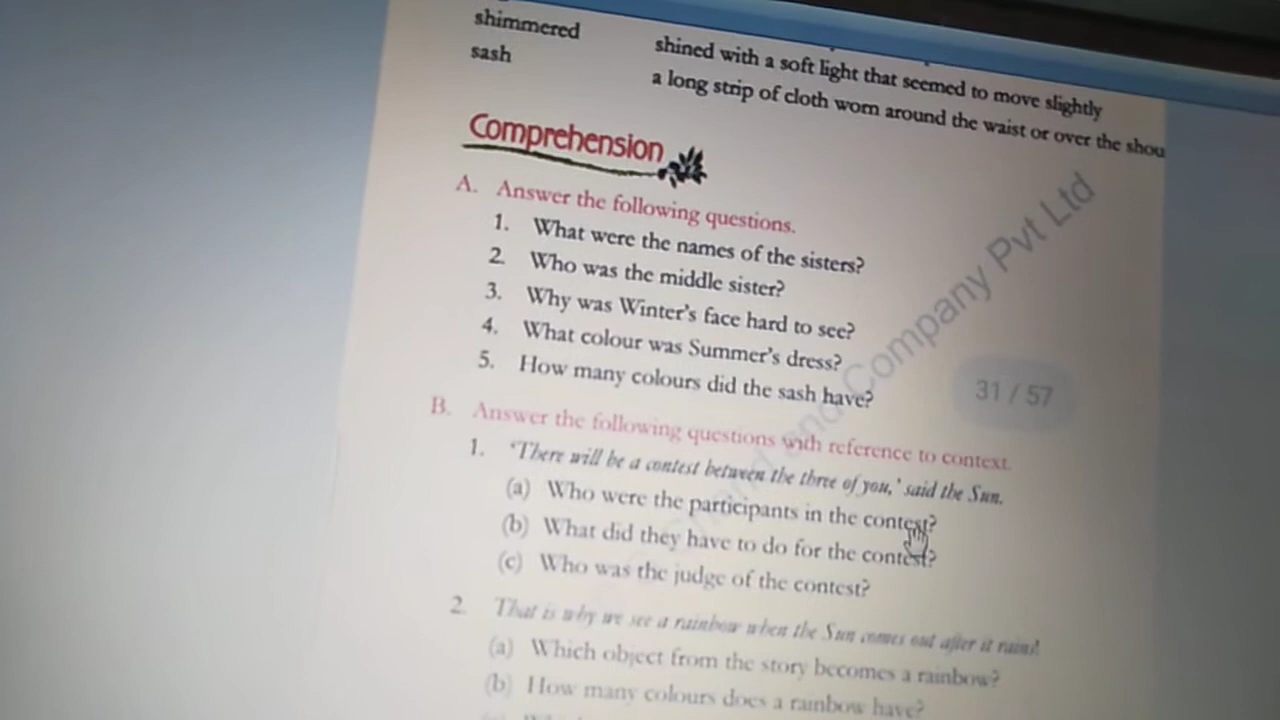 shimmered shined with a soft light that seemed to move slightly
sash a long strip of cloth worn around the waist or over the shou
Comprehension
A. Answer the following questions.
1. What were the names of the sisters?
2. Who was the middle sister?
3. Why was Winter's face hard to see?
4. What colour was Summer's dress?
5. How many colours did the sash have?
31 / 57
B. Answer the following questions with reference to context.
1. 'There will be a contest between the three of you,' said the Sun.
(a) Who were the participants in the contest?
(b) What did they have to do for the contest?
(c) Who was the judge of the contest?
2. That is why we see a rainbow when the Sun comes out after it rains!
(a) Which object from the story becomes a rainbow?
(b) How many colours does a rainbow have?
and Company Pvt Ltd